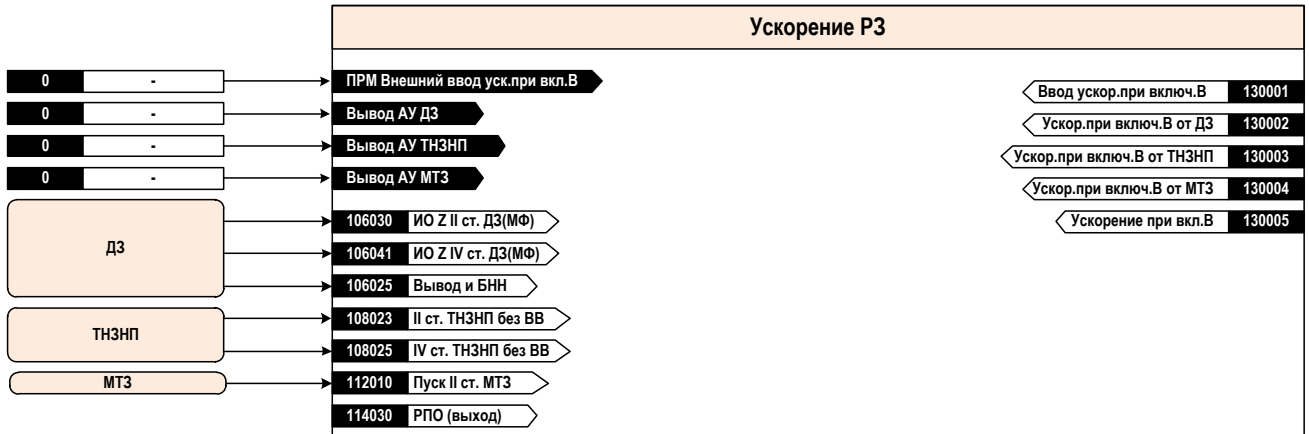 Ускорение РЗ
0 - ПРМ Внешний ввод уск.при вкл.В
Ввод ускор.при включ.В 130001
0 - Вывод АУ ДЗ
Ускор.при включ.В от ДЗ 130002
0 - Вывод АУ ТНЗНП
Ускор.при включ.В от ТНЗНП 130003
0 - Вывод АУ МТЗ
Ускор.при включ.В от МТЗ 130004
106030 ИО Z II ст. ДЗ(МФ)
Ускорение при вкл.В 130005
ДЗ
106041 ИО Z IV ст. ДЗ(МФ)
106025 Вывод и БНН
108023 II ст. ТНЗНП без ВВ
ТНЗНП
108025 IV ст. ТНЗНП без ВВ
МТЗ
112010 Пуск II ст. МТЗ
114030 РПО (выход)